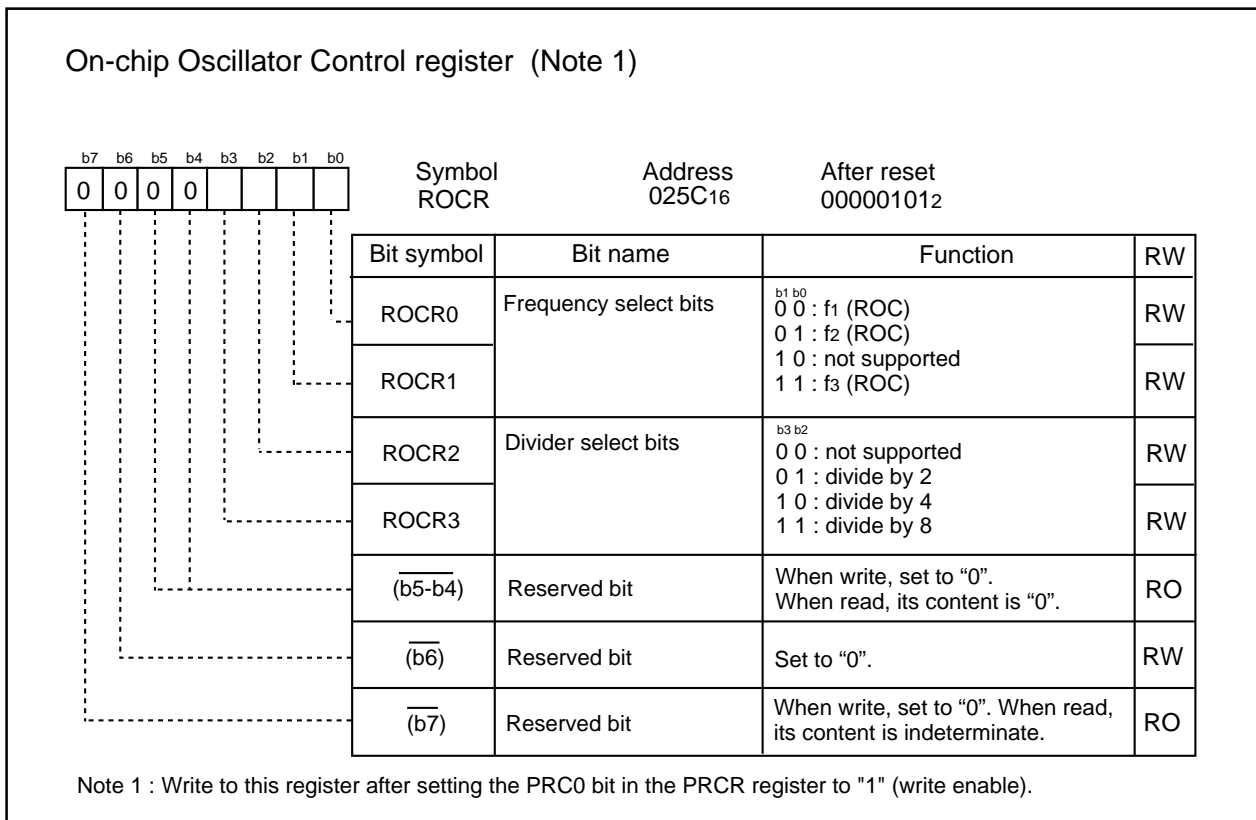 On-chip Oscillator Control register (Note 1)
b7 b6 b5 b4 b3 b2 b1 b0
0 0 0 0
Symbol Address After reset
ROCR 025C16 000001012
Bit symbol Bit name Function RW
ROCR0 Frequency select bits RW
b1 b0
0 0 : f1 (ROC)
0 1 : f2 (ROC)
1 0 : not supported
1 1 : f3 (ROC)
ROCR1 RW
ROCR2 Divider select bits RW
b3 b2
0 0 : not supported
0 1 : divide by 2
1 0 : divide by 4
1 1 : divide by 8
ROCR3 RW
(b5-b4) Reserved bit RO
When write, set to “0”.
When read, its content is “0”.
(b6) Reserved bit Set to “0”. RW
(b7) Reserved bit RO
When write, set to “0”. When read,
its content is indeterminate.
Note 1 : Write to this register after setting the PRC0 bit in the PRCR register to "1" (write enable).